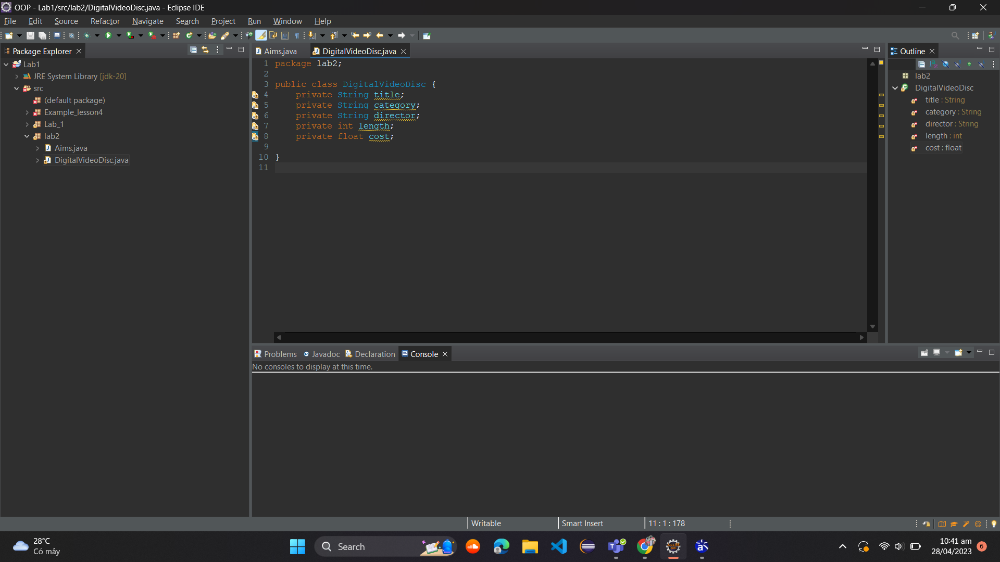 OOP - Lab1/src/lab2/DigitalVideoDisc.java - Eclipse IDE
File Edit Source Refactor Navigate Search Project Run Window Help
Package Explorer
Lab1
JRE System Library [jdk-20]
src
(default package)
Example_lesson4
Lab_1
lab2
Aims.java
DigitalVideoDisc.java
Aims.java DigitalVideoDisc.java
1 package lab2;
2
3 public class DigitalVideoDisc {
4 private String title;
5 private String category;
6 private String director;
7 private int length;
8 private float cost;
9
10 }
11
Outline
lab2
DigitalVideoDisc
title : String
category : String
director : String
length : int
cost : float
Problems Javadoc Declaration Console
No consoles to display at this time.
Writable Smart Insert 11 : 1 : 178
28°C
Có mây
Search
10:41 am
28/04/2023
6